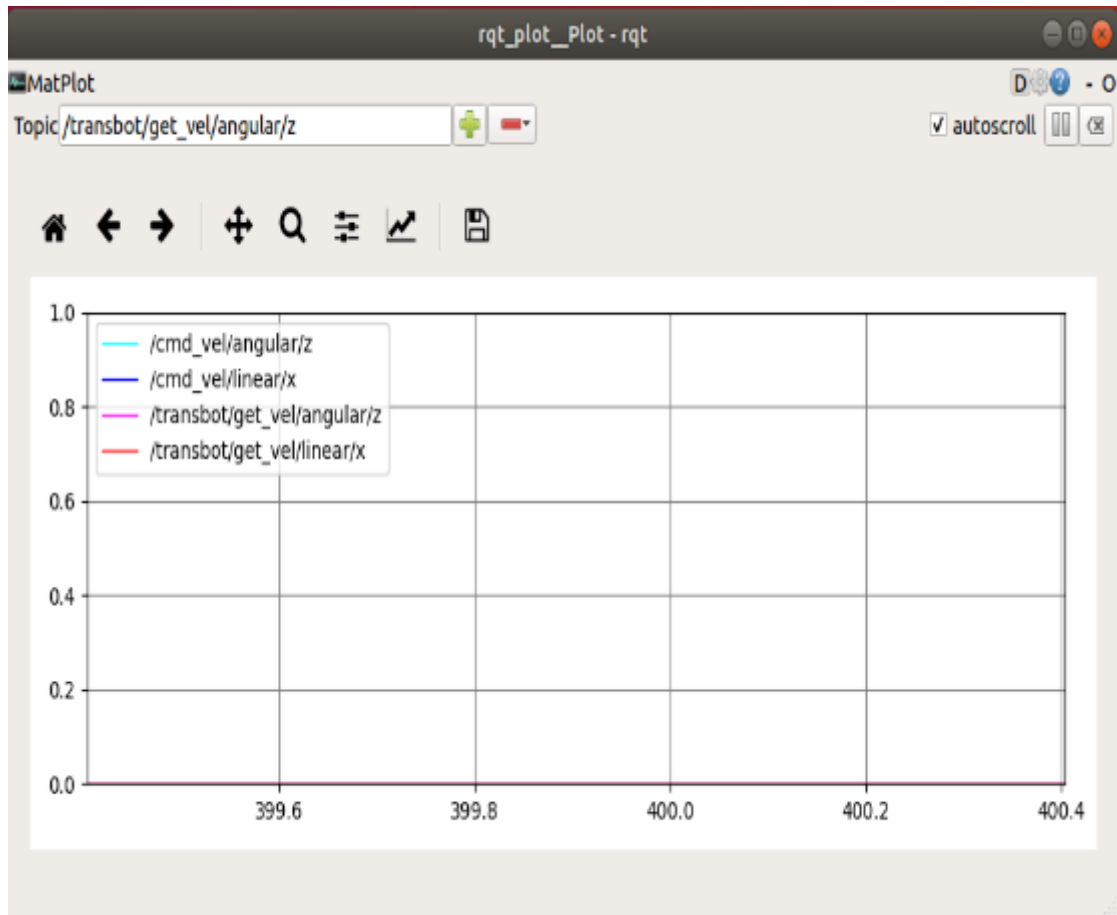 rqt_plot__Plot - rqt
MatPlot
D - O
Topic /transbot/get_vel/angular/z
autoscroll
1.0
/cmd_vel/angular/z
/cmd_vel/linear/x
0.8
/transbot/get_vel/angular/z
/transbot/get_vel/linear/x
0.6
0.4
0.2
0.0
399.6 399.8 400.0 400.2 400.4